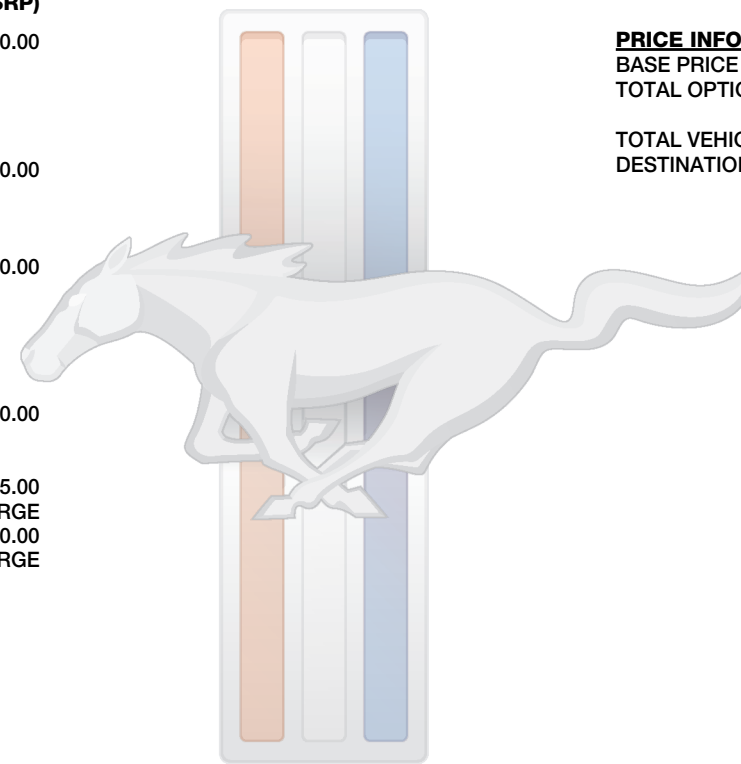 SRP)
0.00
0.00
0.00
0.00
5.00
RGE
0.00
RGE
PRICE INFO
BASE PRICE
TOTAL OPTIO
TOTAL VEHIC
DESTINATION